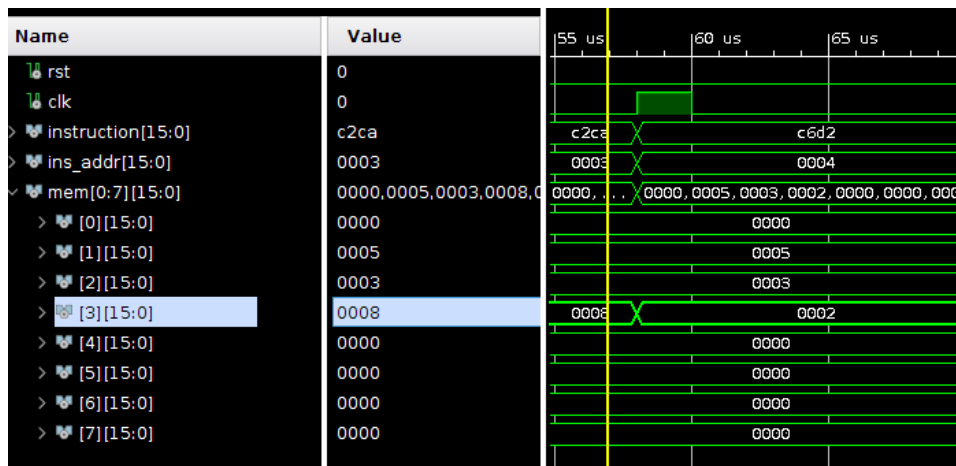 Name Value 55 us 60 us 65 us
rst 0
clk 0
instruction[15:0] c2ca c2ca c6d2
ins_addr[15:0] 0003 0003 0004
mem[0:7][15:0] 0000,0005,0003,0008,0 0000,... 0000,0005,0003,0002,0000,0000,000
[0][15:0] 0000 0000
[1][15:0] 0005 0005
[2][15:0] 0003 0003
[3][15:0] 0008 0008 0002
[4][15:0] 0000 0000
[5][15:0] 0000 0000
[6][15:0] 0000 0000
[7][15:0] 0000 0000